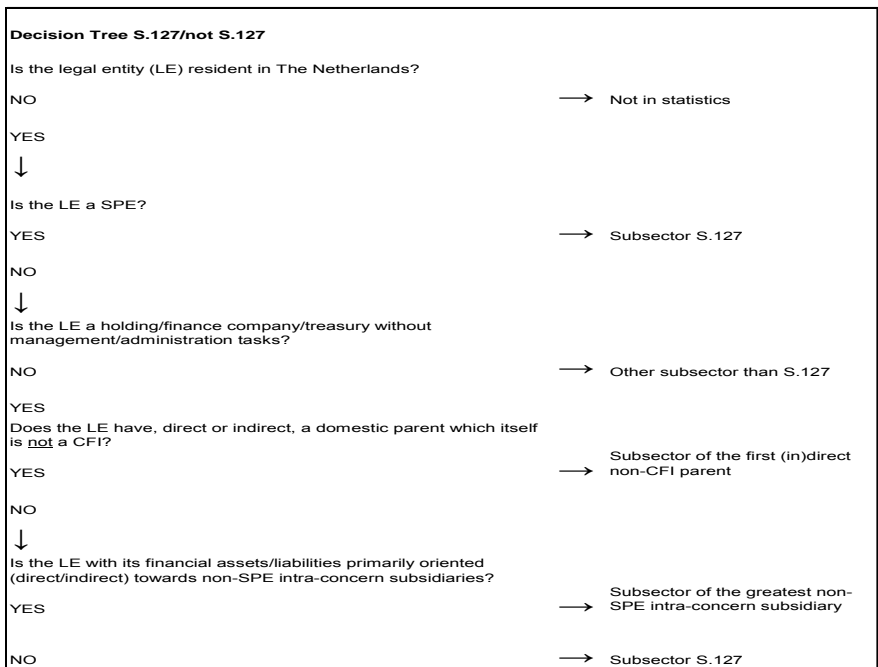 Decision Tree S.127/not S.127
Is the legal entity (LE) resident in The Netherlands?
NO → Not in statistics
YES
↓
Is the LE a SPE?
YES → Subsector S.127
NO
↓
Is the LE a holding/finance company/treasury without
management/administration tasks?
NO → Other subsector than S.127
YES
Does the LE have, direct or indirect, a domestic parent which itself
is not a CFI?
YES → Subsector of the first (in)direct
non-CFI parent
NO
↓
Is the LE with its financial assets/liabilities primarily oriented
(direct/indirect) towards non-SPE intra-concern subsidiaries?
YES → Subsector of the greatest non-
SPE intra-concern subsidiary
NO → Subsector S.127